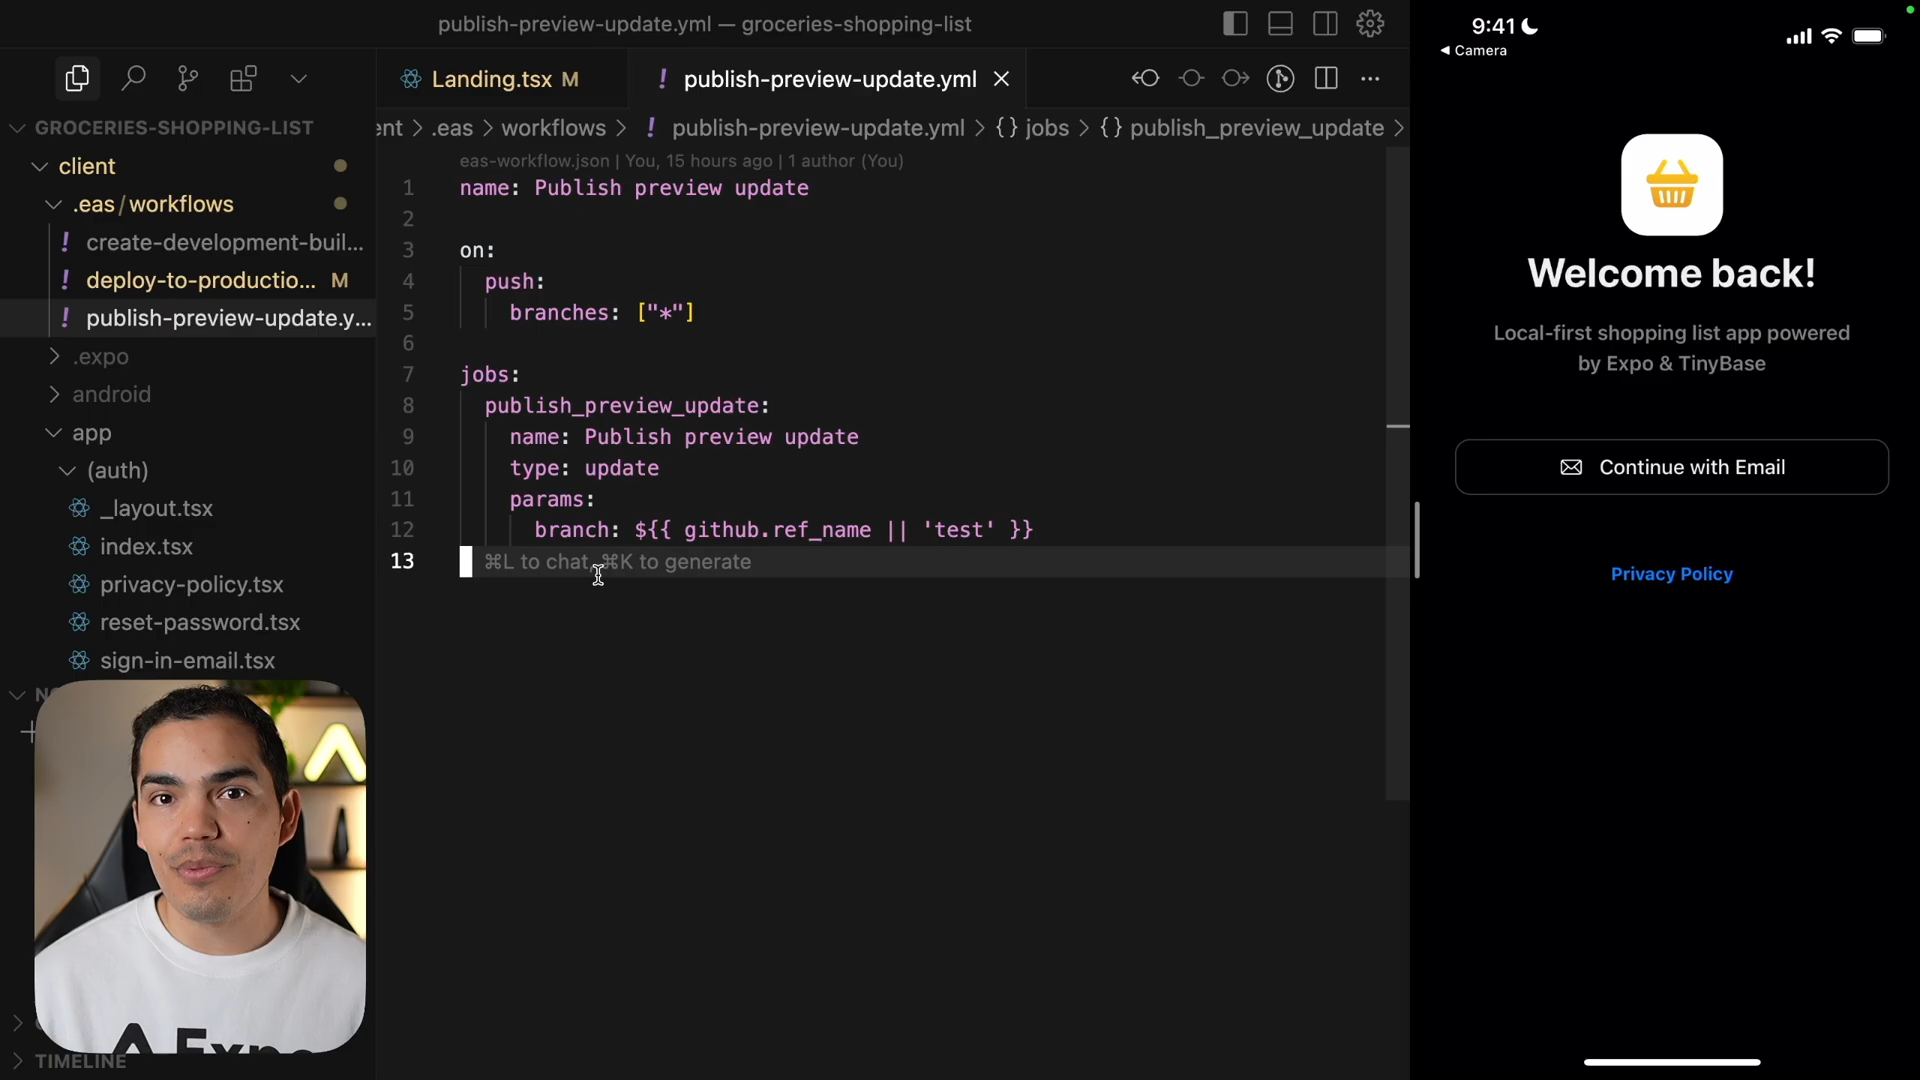 publish-preview-update.yml — groceries-shopping-list
Landing.tsx M
! publish-preview-update.yml
ent > .eas > workflows > ! publish-preview-update.yml > {} jobs > {} publish_preview_update >
GROCERIES-SHOPPING-LIST
client
.eas/workflows
! create-development-buil...
! deploy-to-productio... M
! publish-preview-update.y...
.expo
android
app
(auth)
_layout.tsx
index.tsx
privacy-policy.tsx
reset-password.tsx
sign-in-email.tsx
TIMELINE
eas-workflow.json | You, 15 hours ago | 1 author (You)
1 name: Publish preview update
2
3 on:
4 push:
5 branches: ["*"]
6
7 jobs:
8 publish_preview_update:
9 name: Publish preview update
10 type: update
11 params:
12 branch: ${{ github.ref_name || 'test' }}
13 ⌘L to chat, ⌘K to generate
9:41
◀ Camera
Welcome back!
Local-first shopping list app powered
by Expo & TinyBase
Continue with Email
Privacy Policy